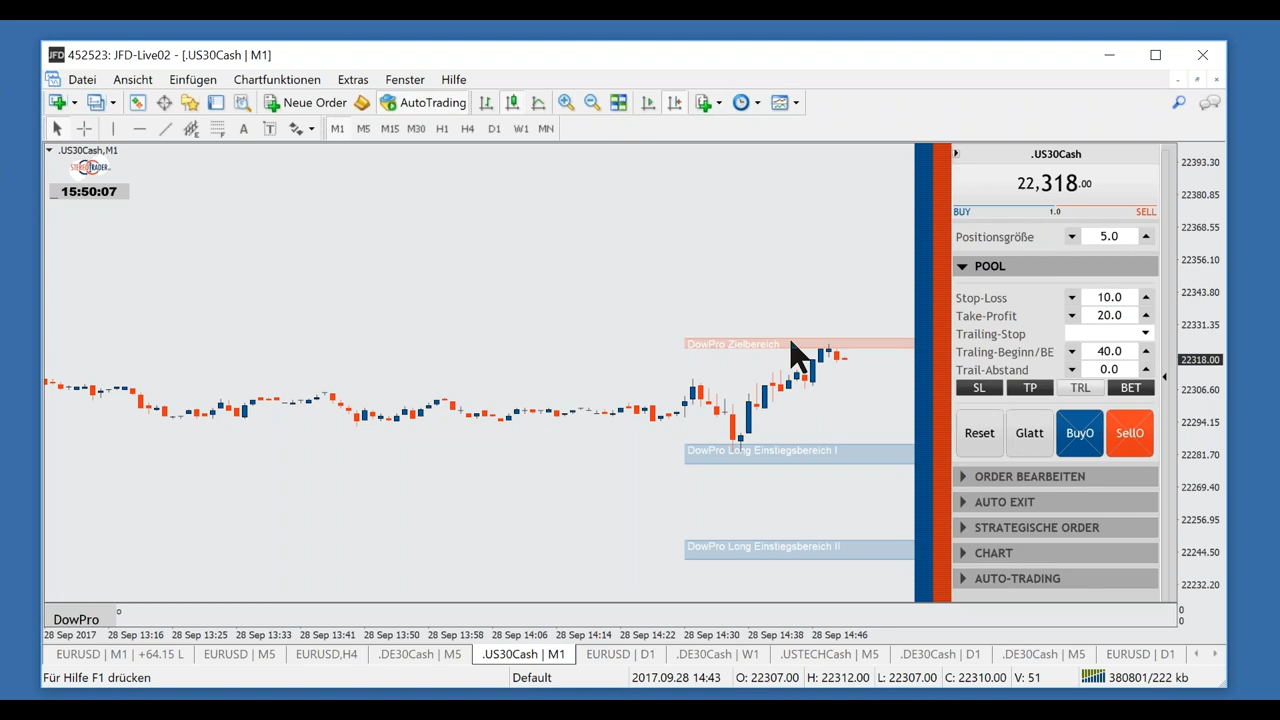 JFD 452523: JFD-Live02 - [.US30Cash | M1]
Datei Ansicht Einfügen Chartfunktionen Extras Fenster Hilfe
Neue Order AutoTrading
A T M1 M5 M15 M30 H1 H4 D1 W1 MN
.US30Cash,M1
STEREOTRADER
_ 15:50:07
DowPro Zielbereich
DowPro Long Einstiegsbereich I
DowPro Long Einstiegsbereich II
.US30Cash
22,318.00
BUY 1.0 SELL
Positionsgröße 5.0
POOL
Stop-Loss 10.0
Take-Profit 20.0
Trailing-Stop
Traling-Beginn/BE 40.0
Trail-Abstand 0.0
SL TP TRL BET
Reset Glatt BuyO SellO
ORDER BEARBEITEN
AUTO EXIT
STRATEGISCHE ORDER
CHART
AUTO-TRADING
22393.30
22380.85
22368.55
22356.10
22343.80
22331.35
22318.00
22306.60
22294.15
22281.70
22269.40
22256.95
22244.50
22232.20
0
0
DowPro
28 Sep 2017 28 Sep 13:16 28 Sep 13:25 28 Sep 13:33 28 Sep 13:41 28 Sep 13:50 28 Sep 13:58 28 Sep 14:06 28 Sep 14:14 28 Sep 14:22 28 Sep 14:30 28 Sep 14:38 28 Sep 14:46
EURUSD | M1 | +64.15 L EURUSD | M5 EURUSD,H4 .DE30Cash | M5 .US30Cash | M1 EURUSD | D1 .DE30Cash | W1 .USTECHCash | M5 .DE30Cash | D1 .DE30Cash | M5 EURUSD | D1
Für Hilfe F1 drücken Default 2017.09.28 14:43 O: 22307.00 H: 22312.00 L: 22307.00 C: 22310.00 V: 51 380801/222 kb